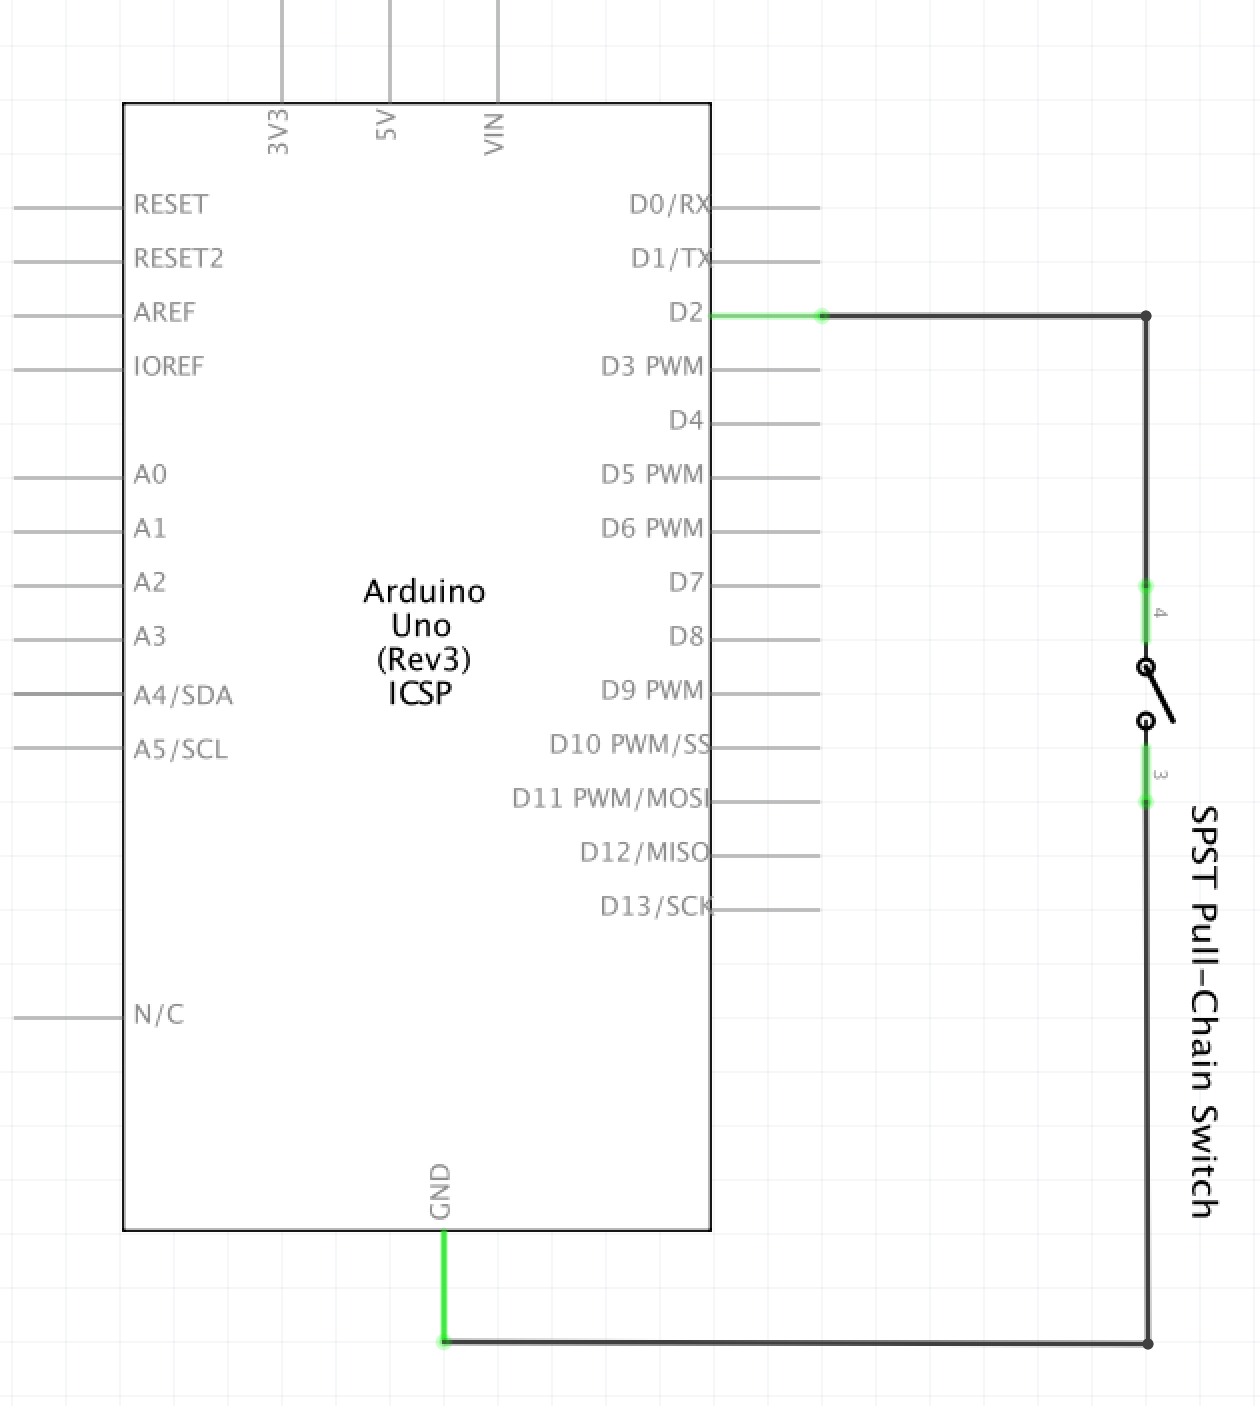 3V3
5V
VIN
RESET
RESET2
AREF
IOREF
A0
A1
A2
A3
A4/SDA
A5/SCL
N/C
Arduino
Uno
(Rev3)
ICSP
D0/RX
D1/TX
D2
D3 PWM
D4
D5 PWM
D6 PWM
D7
D8
D9 PWM
D10 PWM/SS
D11 PWM/MOSI
D12/MISO
D13/SCK
GND
4
3
SPST Pull-Chain Switch